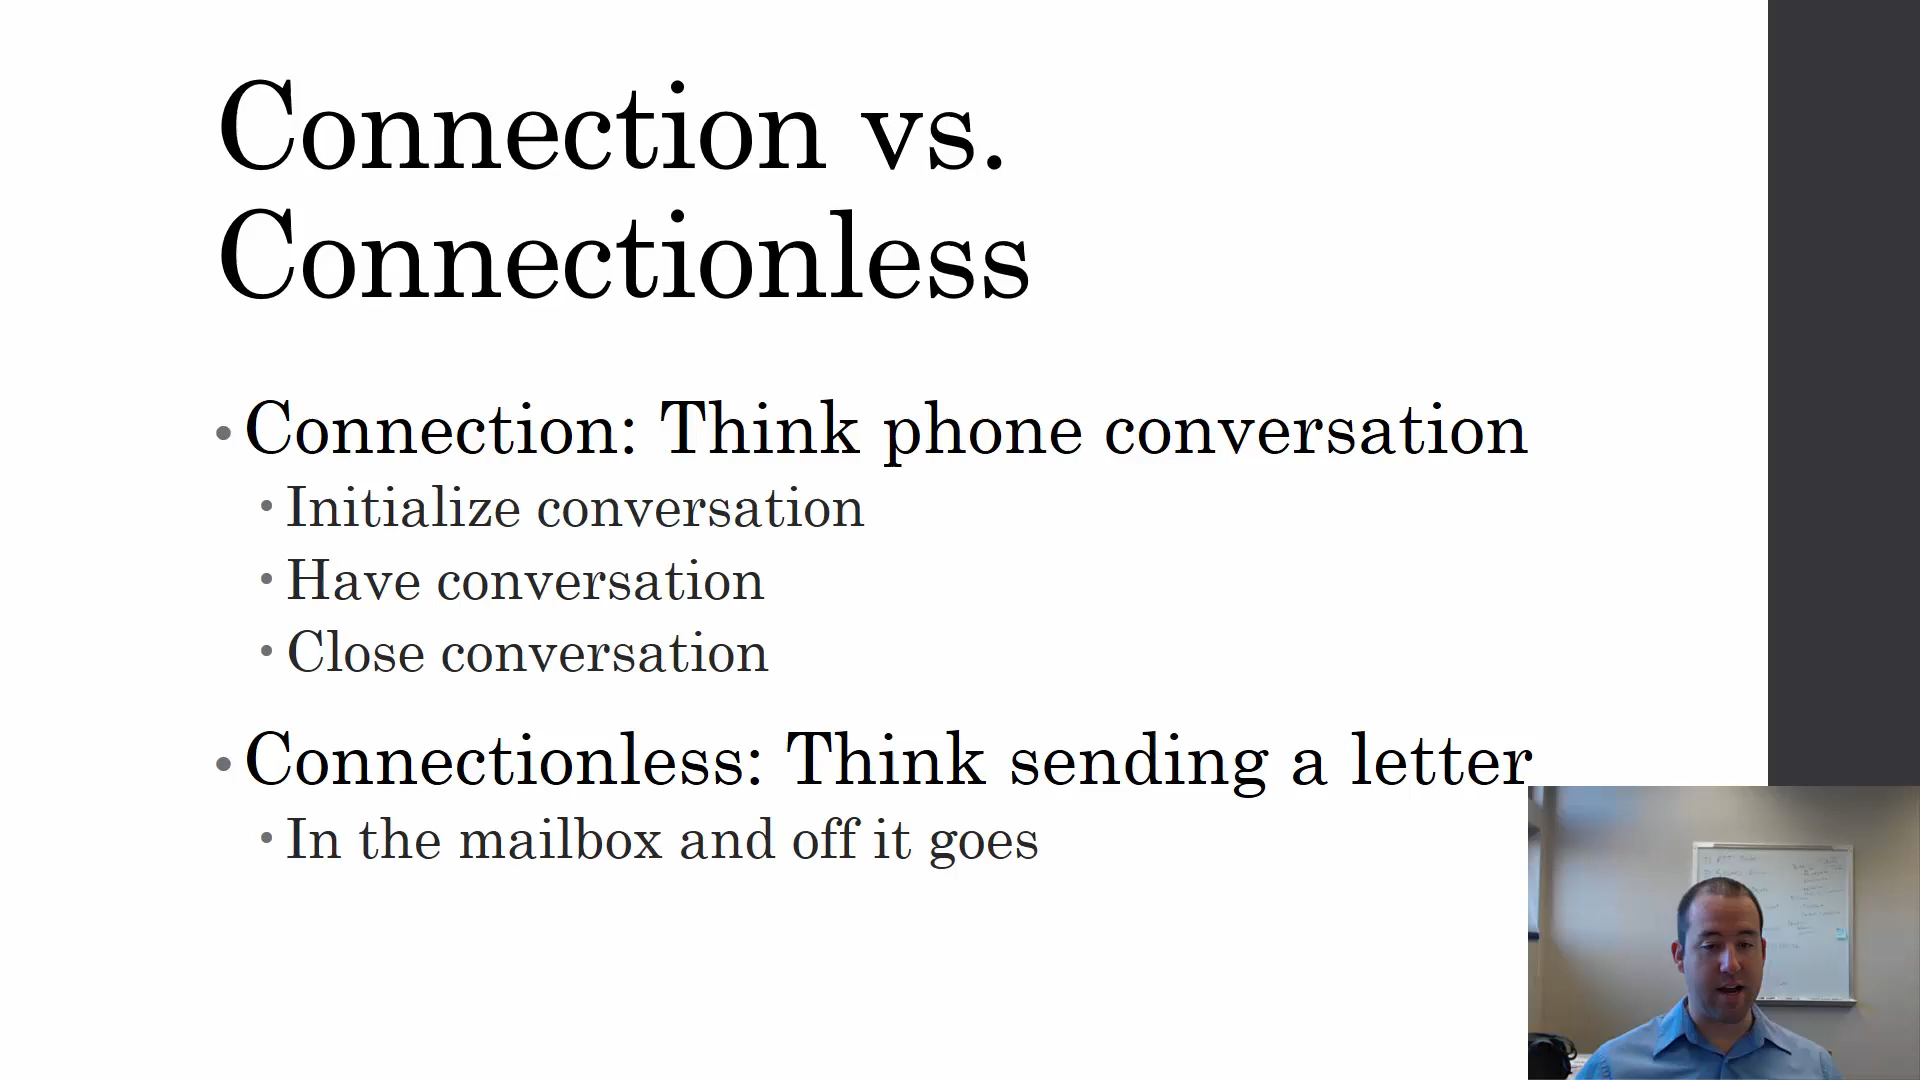 Connection vs.
Connectionless
• Connection: Think phone conversation
• Initialize conversation
• Have conversation
• Close conversation
• Connectionless: Think sending a letter
• In the mailbox and off it goes